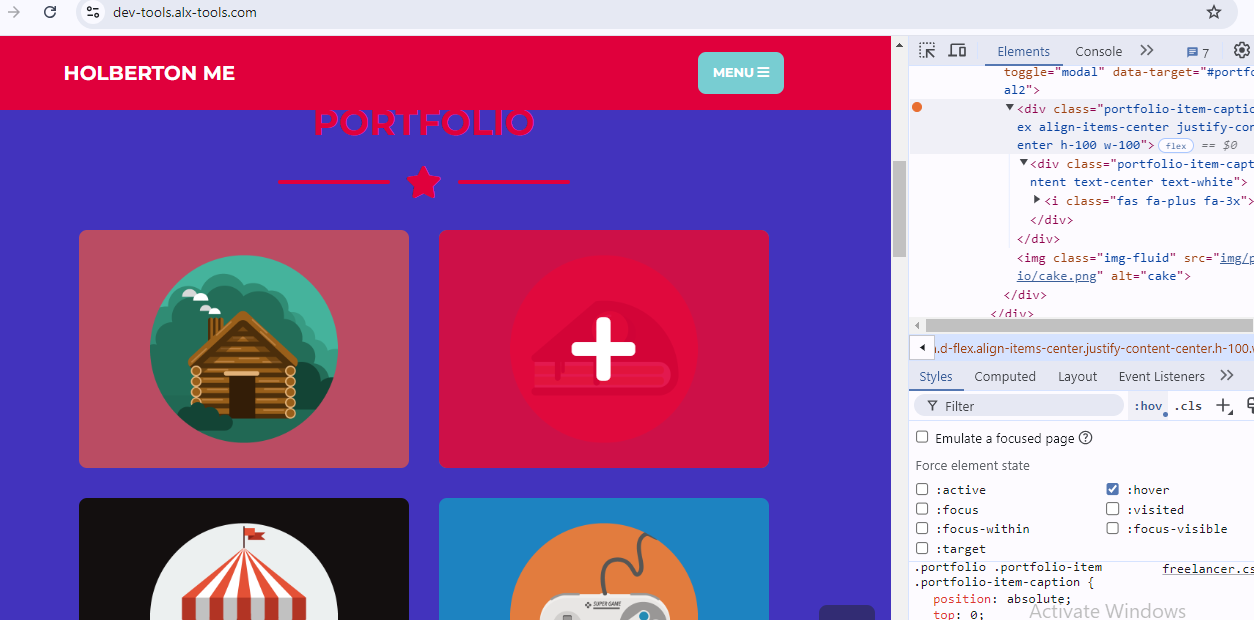 dev-tools.alx-tools.com
HOLBERTON ME
MENU
PORTFOLIO
SUPER GAME
Elements Console 7
toggle="modal" data-target="#portfo
al2">
<div class="portfolio-item-captio
ex align-items-center justify-con
enter h-100 w-100"> flex == $0
<div class="portfolio-item-capt
ntent text-center text-white">
<i class="fas fa-plus fa-3x">
</div>
</div>
<img class="img-fluid" src="img/p
io/cake.png" alt="cake">
</div>
</div>
.d-flex.align-items-center.justify-content-center.h-100.w
Styles Computed Layout Event Listeners
Filter :hov .cls
Emulate a focused page
Force element state
:active :hover
:focus :visited
:focus-within :focus-visible
:target
.portfolio .portfolio-item freelancer.cs
.portfolio-item-caption {
position: absolute;
top: 0;
Activate Windows